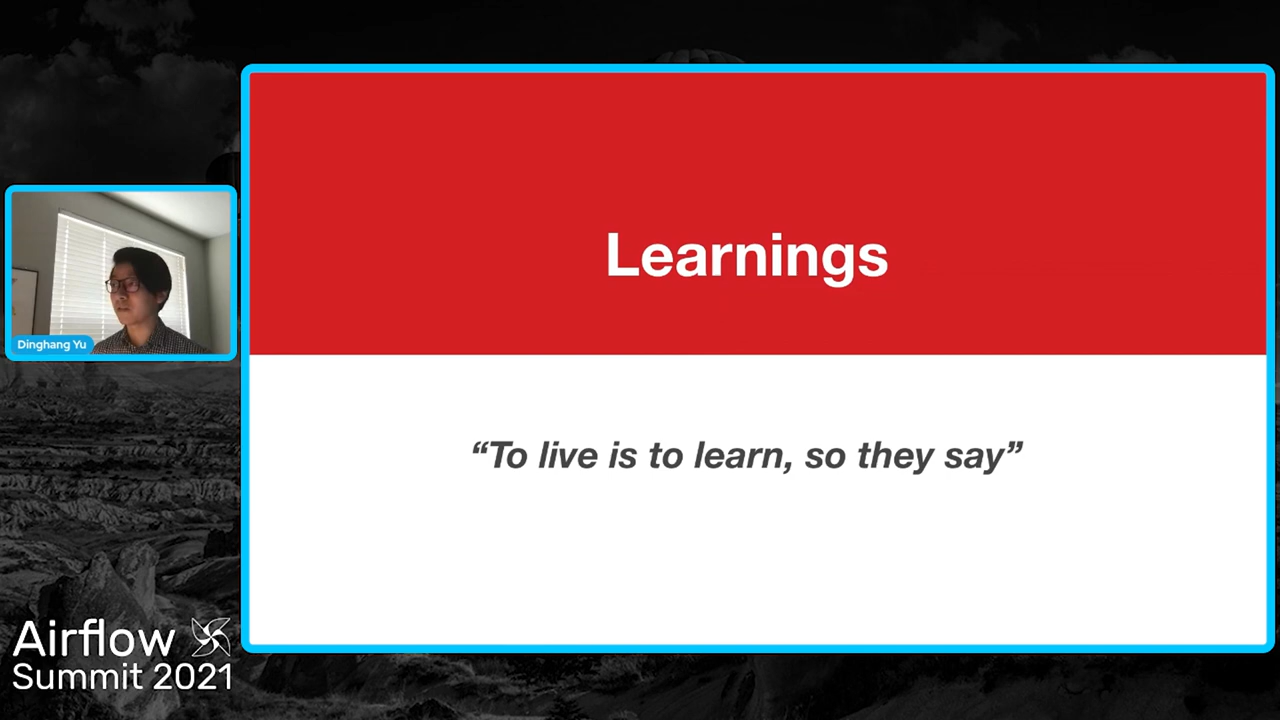 Learnings
“To live is to learn, so they say”
Dinghang Yu
Airflow
Summit 2021